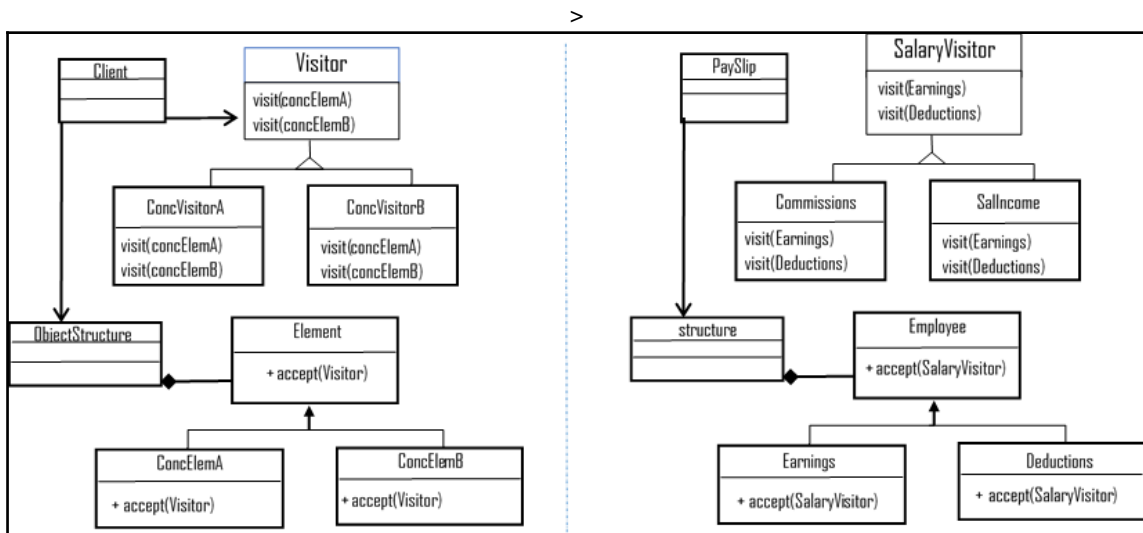 >
Client
Visitor
visit(concElemA)
visit(concElemB)
ConcVisitorA
visit(concElemA)
visit(concElemB)
ConcVisitorB
visit(concElemA)
visit(concElemB)
ObjectStructure
Element
+ accept(Visitor)
ConcElemA
+ accept(Visitor)
ConcElemB
+ accept(Visitor)
PaySlip
SalaryVisitor
visit(Earnings)
visit(Deductions)
Commissions
visit(Earnings)
visit(Deductions)
SalIncome
visit(Earnings)
visit(Deductions)
structure
Employee
+ accept(SalaryVisitor)
Earnings
+ accept(SalaryVisitor)
Deductions
+ accept(SalaryVisitor)